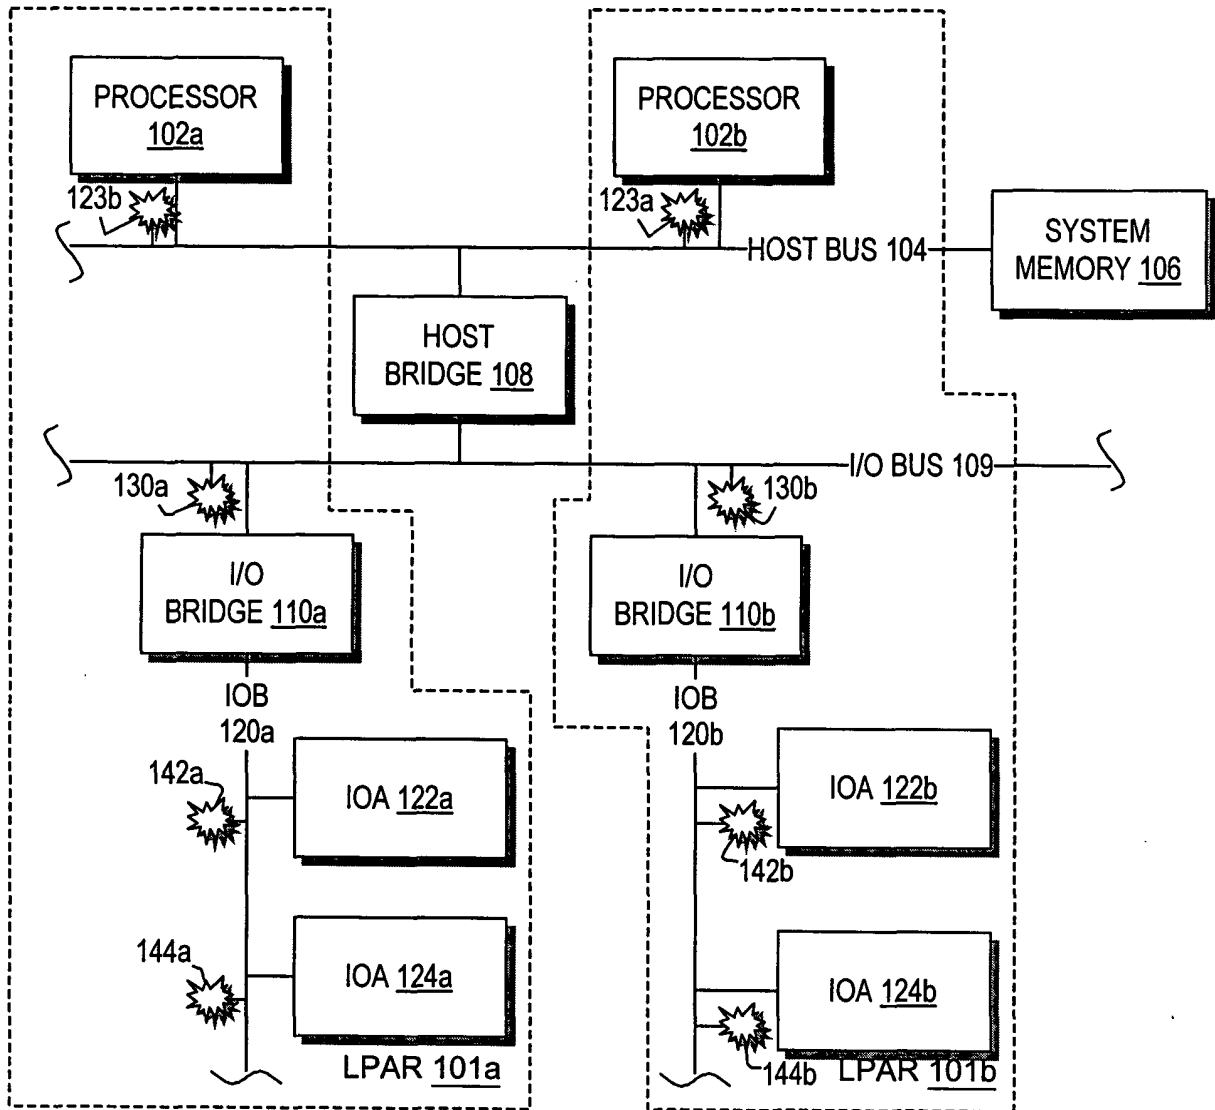 PROCESSOR
102a
PROCESSOR
102b
123b
123a
HOST BUS 104
SYSTEM
MEMORY 106
HOST
BRIDGE 108
I/O BUS 109
130a
130b
I/O
BRIDGE 110a
I/O
BRIDGE 110b
IOB
120a
IOB
120b
142a
IOA 122a
IOA 122b
142b
144a
IOA 124a
IOA 124b
144b
LPAR 101a
LPAR 101b